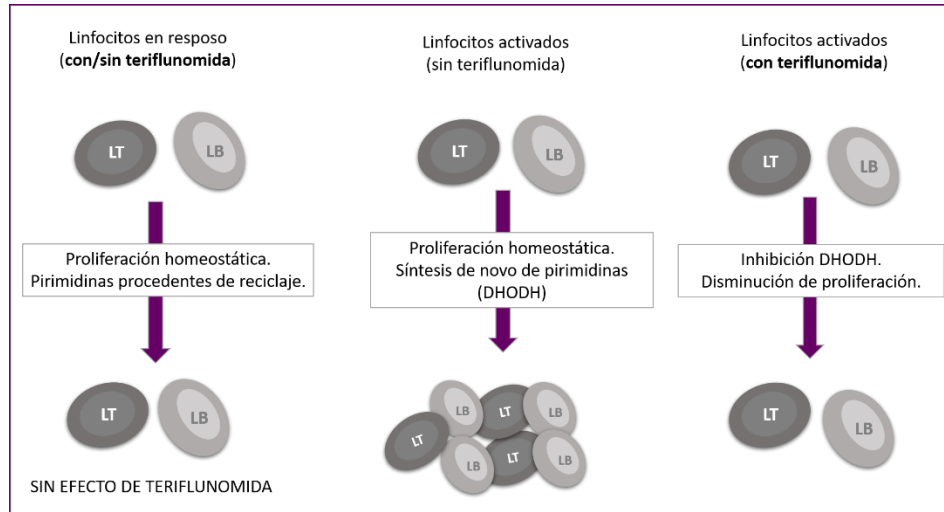 Linfocitos en resposo
(con/sin teriflunomida)
LT
LB
Proliferación homeostática.
Pirimidinas procedentes de reciclaje.
LT
LB
SIN EFECTO DE TERIFLUNOMIDA
Linfocitos activados
(sin teriflunomida)
LT
LB
Proliferación homeostática.
Síntesis de novo de pirimidinas
(DHODH)
LB
LT
LB
LT
LB
LT
LB
Linfocitos activados
(con teriflunomida)
LT
LB
Inhibición DHODH.
Disminución de proliferación.
LT
LB